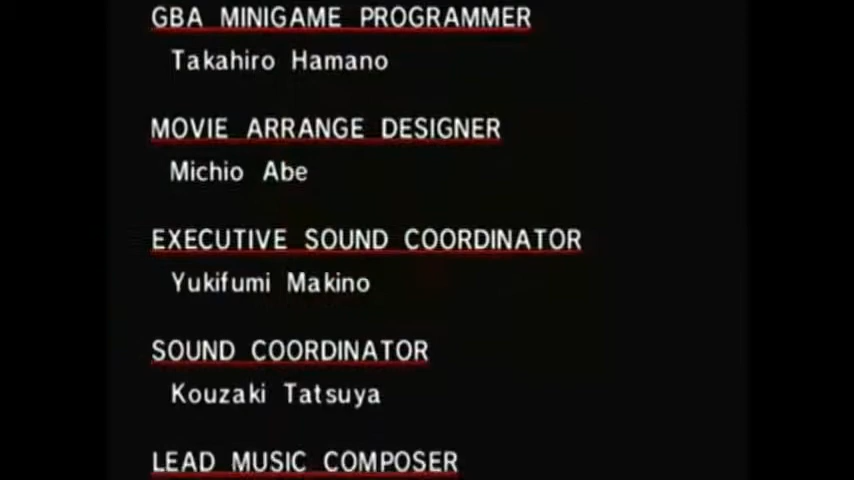 GBA MINIGAME PROGRAMMER
Takahiro Hamano
MOVIE ARRANGE DESIGNER
Michio Abe
EXECUTIVE SOUND COORDINATOR
Yukifumi Makino
SOUND COORDINATOR
Kouzaki Tatsuya
LEAD MUSIC COMPOSER